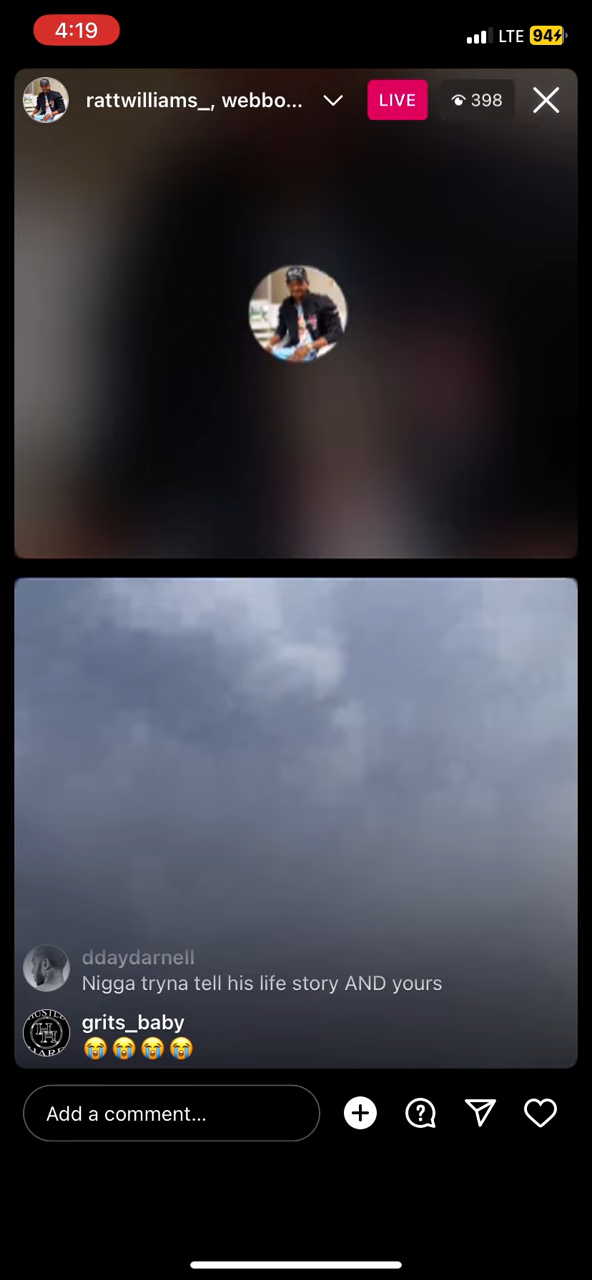 4:19
LTE 94
rattwilliams_, webbo...
LIVE
398
ddaydarnell
Nigga tryna tell his life story AND yours
grits_baby
😭😭😭😭
Add a comment...